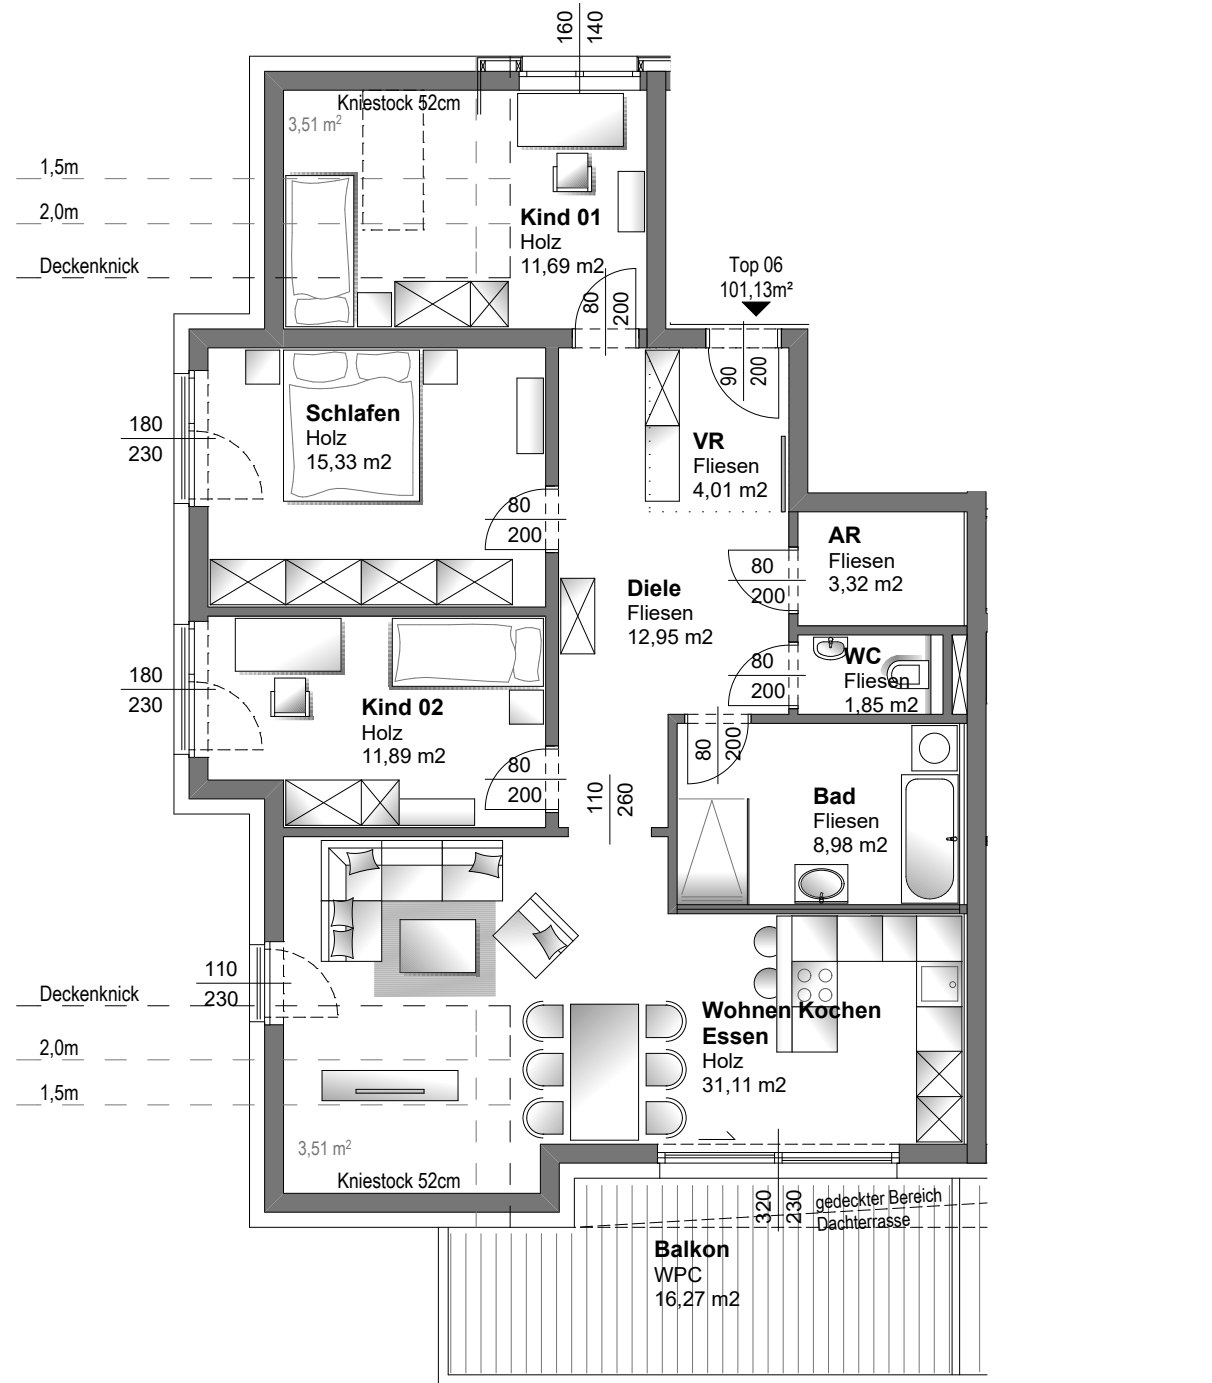 160
140
Kniestock 52cm
3,51 m²
1,5m
2,0m
Deckenknick
Kind 01
Holz
11,69 m2
80
200
Top 06
101,13m²
90
200
180
230
Schlafen
Holz
15,33 m2
VR
Fliesen
4,01 m2
80
200
AR
Fliesen
3,32 m2
80
200
Diele
Fliesen
12,95 m2
WC
Fliesen
1,85 m2
80
200
180
230
Kind 02
Holz
11,89 m2
80
200
80
200
110
260
Bad
Fliesen
8,98 m2
110
230
Deckenknick
2,0m
1,5m
Wohnen Kochen
Essen
Holz
31,11 m2
3,51 m²
Kniestock 52cm
320
230
gedeckter Bereich
Dachterrasse
Balkon
WPC
16,27 m2